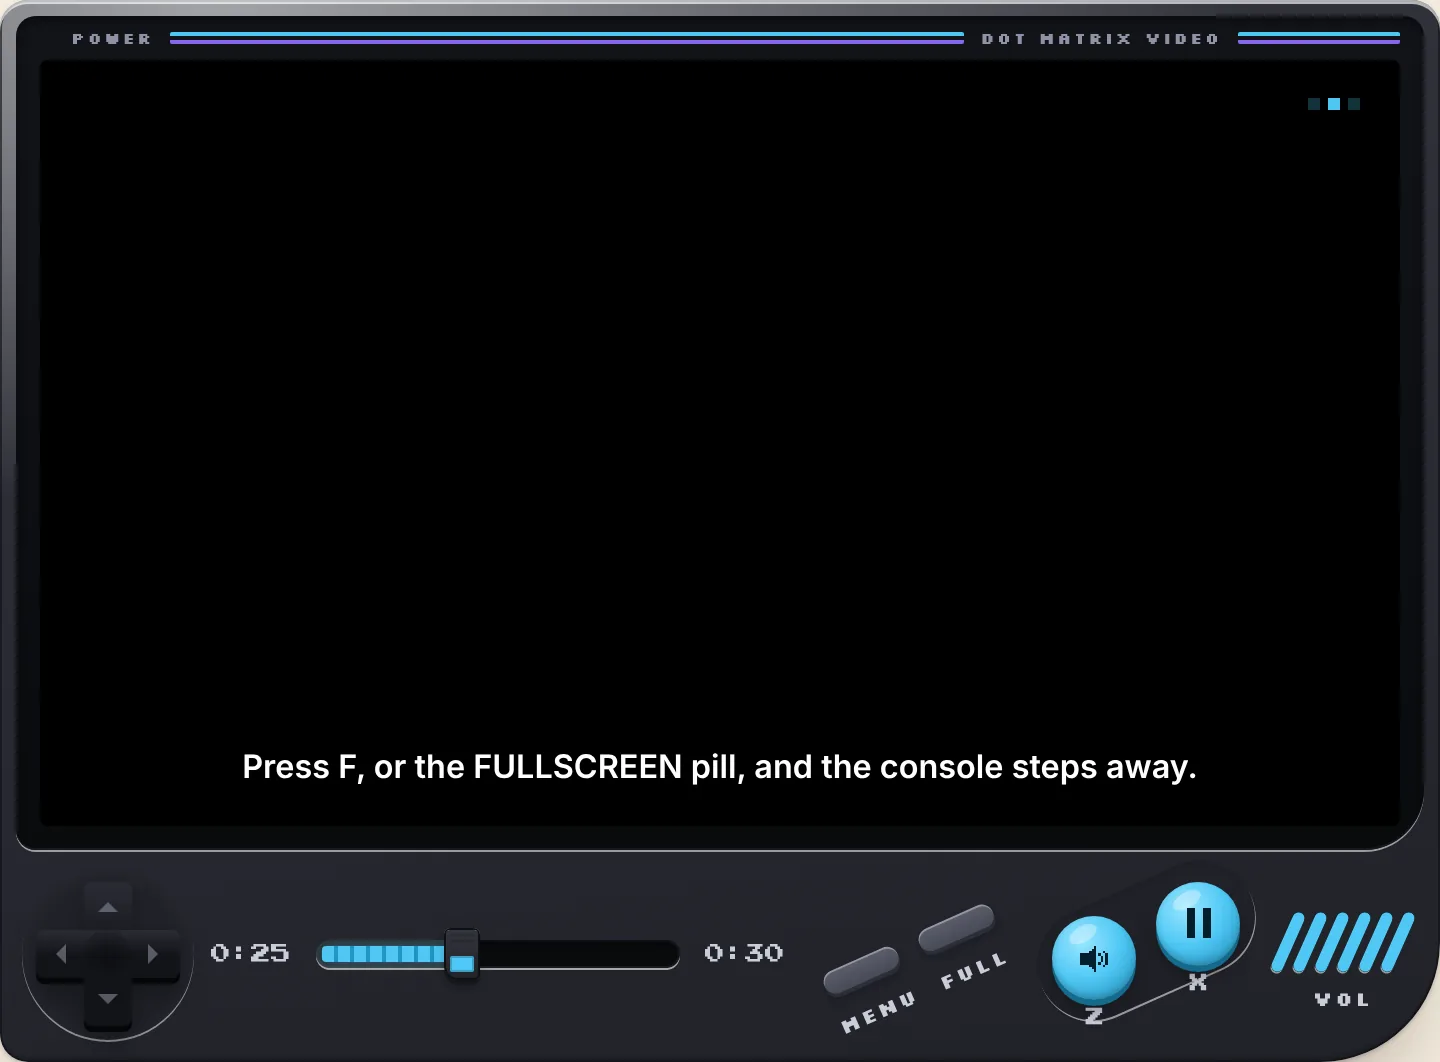 POWER
DOT MATRIX VIDEO
Press F, or the FULLSCREEN pill, and the console steps away.
0:25
0:30
MENU
FULL
Z
X
VOL